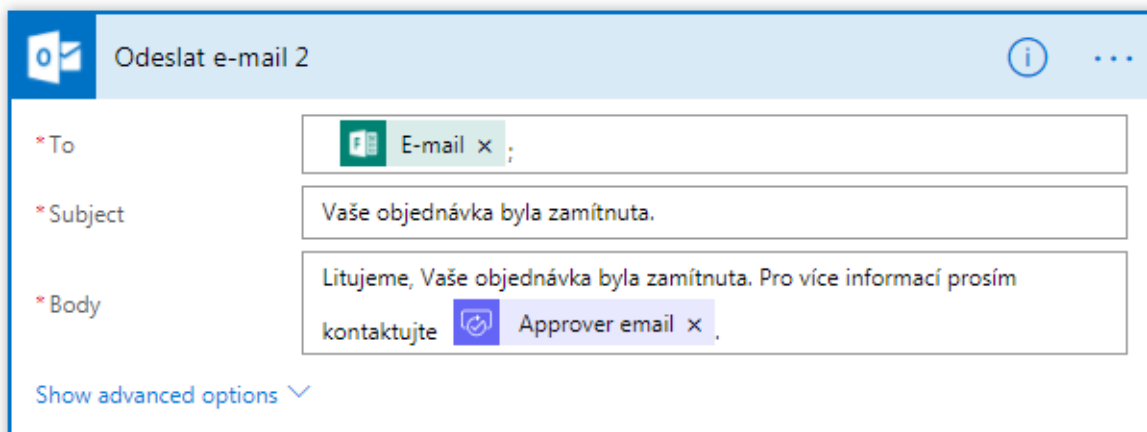 Odeslat e-mail 2
* To
E-mail × ;
* Subject
Vaše objednávka byla zamítnuta.
* Body
Litujeme, Vaše objednávka byla zamítnuta. Pro více informací prosím
kontaktujte Approver email × .
Show advanced options